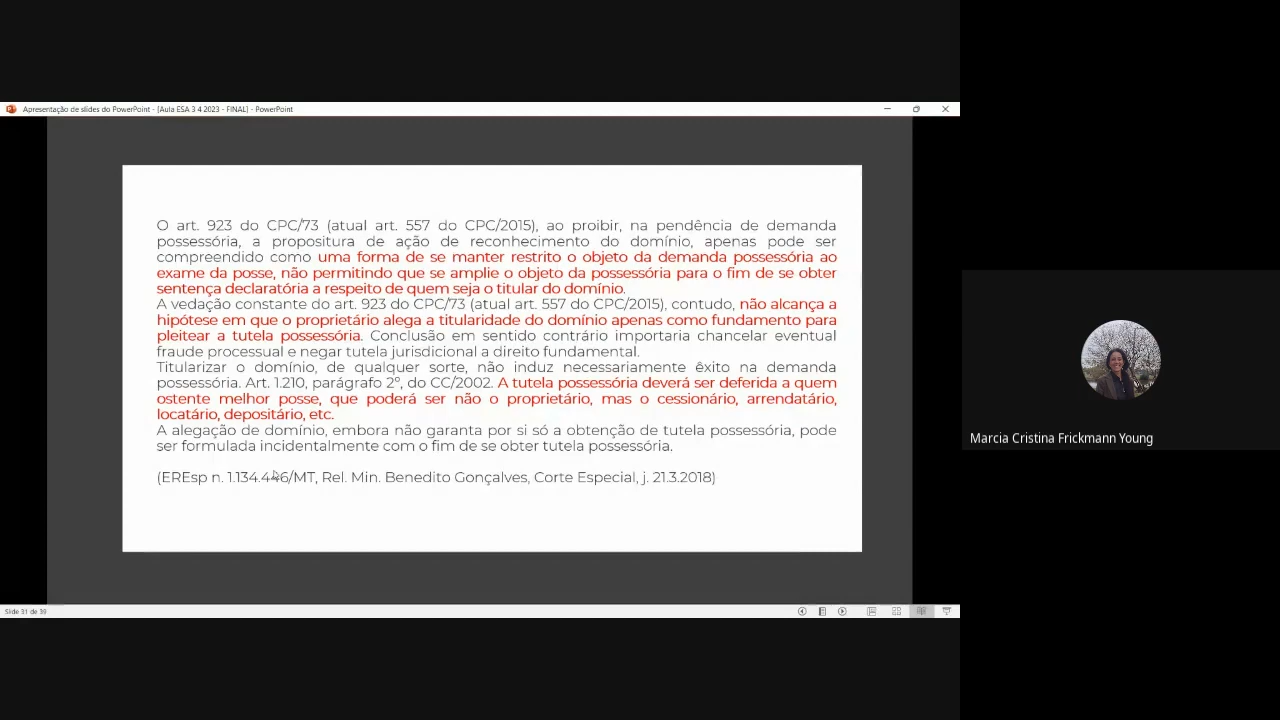 Apresentação de slides do PowerPoint - [Aula ESA 3 4 2023 - FINAL] - PowerPoint
O art. 923 do CPC/73 (atual art. 557 do CPC/2015), ao proibir, na pendência de demanda
possessória, a propositura de ação de reconhecimento do domínio, apenas pode ser
compreendido como uma forma de se manter restrito o objeto da demanda possessória ao
exame da posse, não permitindo que se amplie o objeto da possessória para o fim de se obter
sentença declaratória a respeito de quem seja o titular do domínio.
A vedação constante do art. 923 do CPC/73 (atual art. 557 do CPC/2015), contudo, não alcança a
hipótese em que o proprietário alega a titularidade do domínio apenas como fundamento para
pleitear a tutela possessória. Conclusão em sentido contrário importaria chancelar eventual
fraude processual e negar tutela jurisdicional a direito fundamental.
Titularizar o domínio, de qualquer sorte, não induz necessariamente êxito na demanda
possessória. Art. 1.210, parágrafo 2º, do CC/2002. A tutela possessória deverá ser deferida a quem
ostente melhor posse, que poderá ser não o proprietário, mas o cessionário, arrendatário,
locatário, depositário, etc.
A alegação de domínio, embora não garanta por si só a obtenção de tutela possessória, pode
ser formulada incidentalmente com o fim de se obter tutela possessória.
(EREsp n. 1.134.446/MT, Rel. Min. Benedito Gonçalves, Corte Especial, j. 21.3.2018)
Slide 31 de 39
Marcia Cristina Frickmann Young